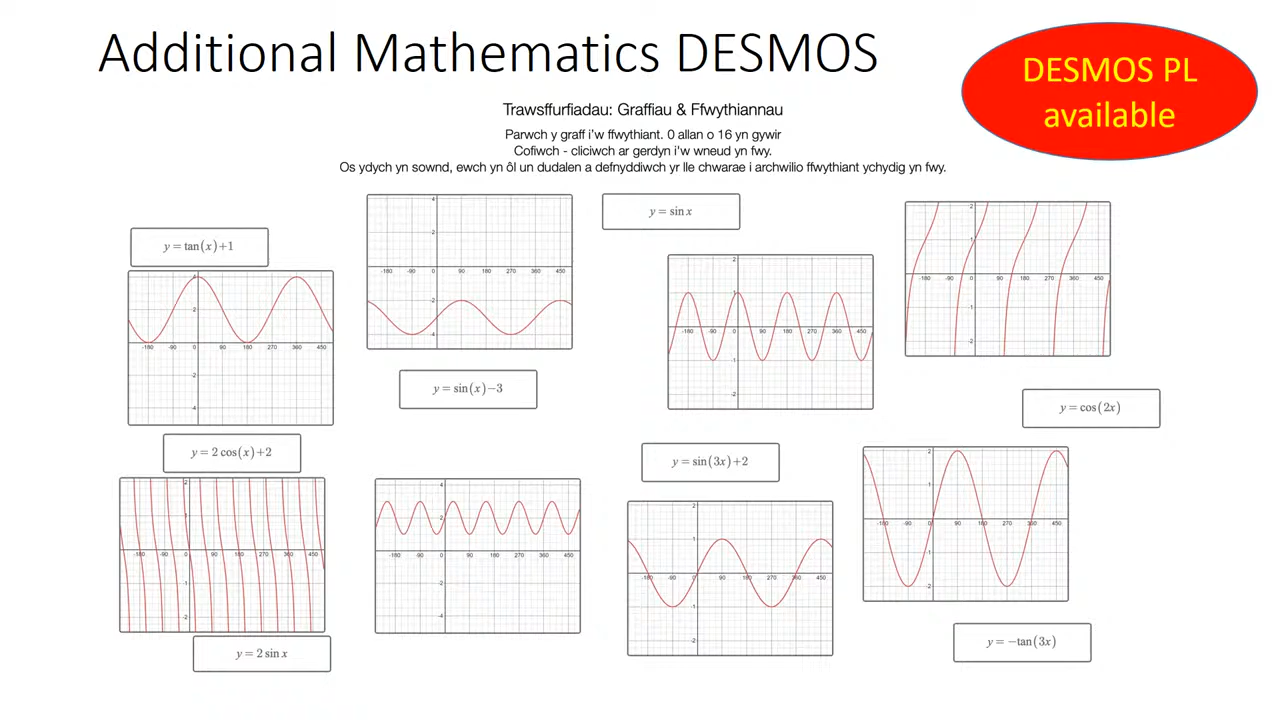 Additional Mathematics DESMOS
DESMOS PL
available
Trawsffurfiadau: Graffiau & Ffwythiannau
Parwch y graff i'w ffwythiant. 0 allan o 16 yn gywir
Cofiwch - cliciwch ar gerdyn i'w wneud yn fwy.
Os ydych yn sownd, ewch yn ôl un dudalen a defnyddiwch yr lle chwarae i archwilio ffwythiant ychydig yn fwy.
y = tan(x)+1
y = sin x
y = sin(x)−3
y = cos(2x)
y = 2 cos(x)+2
y = sin(3x)+2
y = 2 sin x
y = −tan(3x)